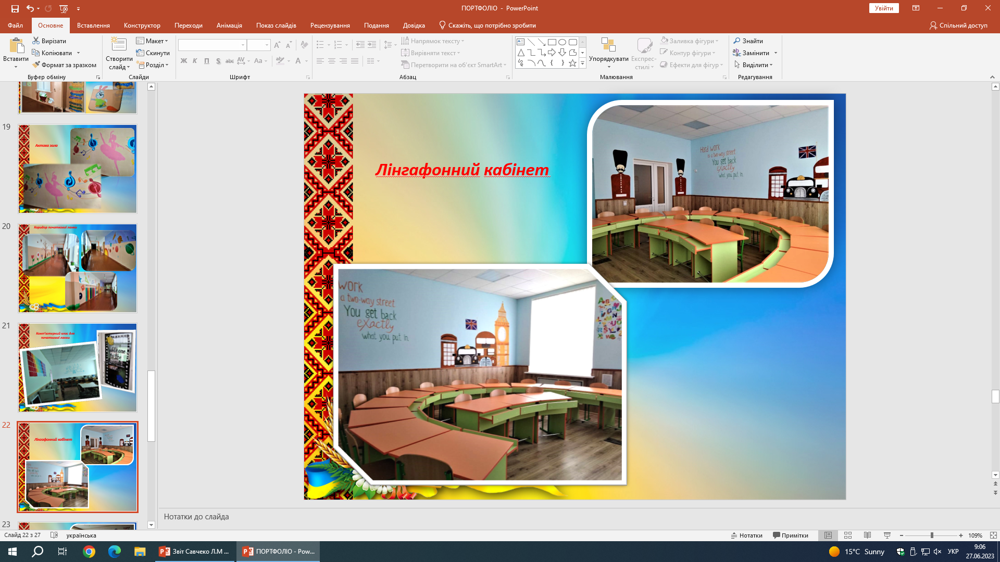 ПОРТФОЛІО - PowerPoint
Увійти
Файл
Основне
Вставлення
Конструктор
Переходи
Анімація
Показ слайдів
Рецензування
Подання
Довідка
Скажіть, що потрібно зробити
Спільний доступ
Вставити
Вирізати
Копіювати
Формат за зразком
Буфер обміну
Створити слайд
Макет
Скинути
Розділ
Слайди
Ж К П S abc AV Aa A
Шрифт
Напрямок тексту
Вирівняти текст
Перетворити на об'єкт SmartArt
Абзац
Упорядкувати
Експрес-стилі
Заливка фігури
Контур фігури
Ефекти для фігур
Малювання
Знайти
Замінити
Виділити
Редагування
19
Актова зала
20
Коридор початкової ланки
21
Комп'ютерний клас для
початкової ланки
22
Лінгафонний кабінет
23
Лінгафонний кабінет
Hard work
is a two-way street
You get back
exactly
what you put in
work
a two-way street
You get back
exactly
what you put in
Нотатки до слайда
Слайд 22 з 27
українська
Нотатки
Примітки
109%
Звіт Савчеко Л.М ...
ПОРТФОЛІО - Pow...
15°C Sunny
УКР
9:06
27.06.2023